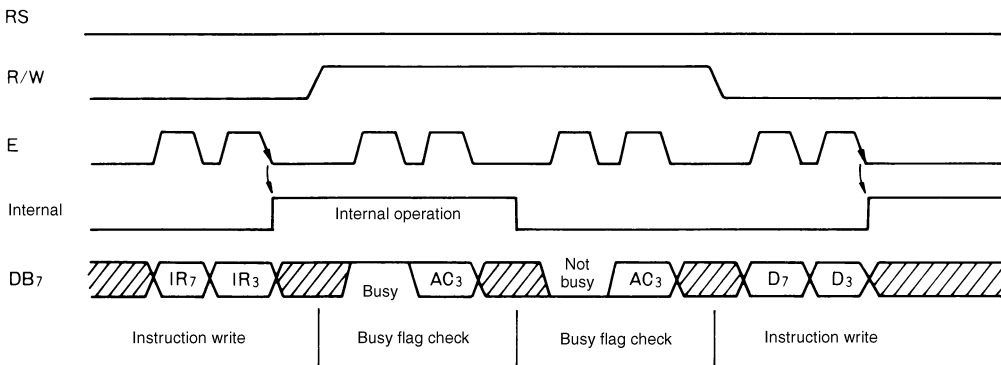 RS
R/W
E
Internal
Internal operation
DB7
IR7
IR3
Busy
AC3
Not
busy
AC3
D7
D3
Instruction write
Busy flag check
Busy flag check
Instruction write